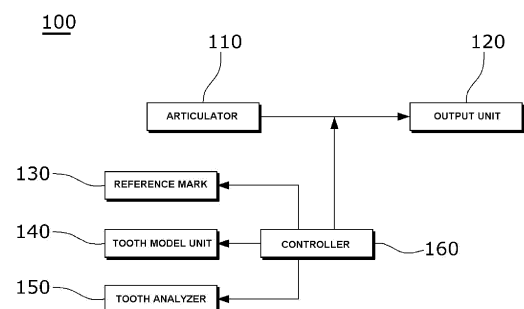 100
110
120
ARTICULATOR
OUTPUT UNIT
130
REFERENCE MARK
140
TOOTH MODEL UNIT
CONTROLLER
160
150
TOOTH ANALYZER